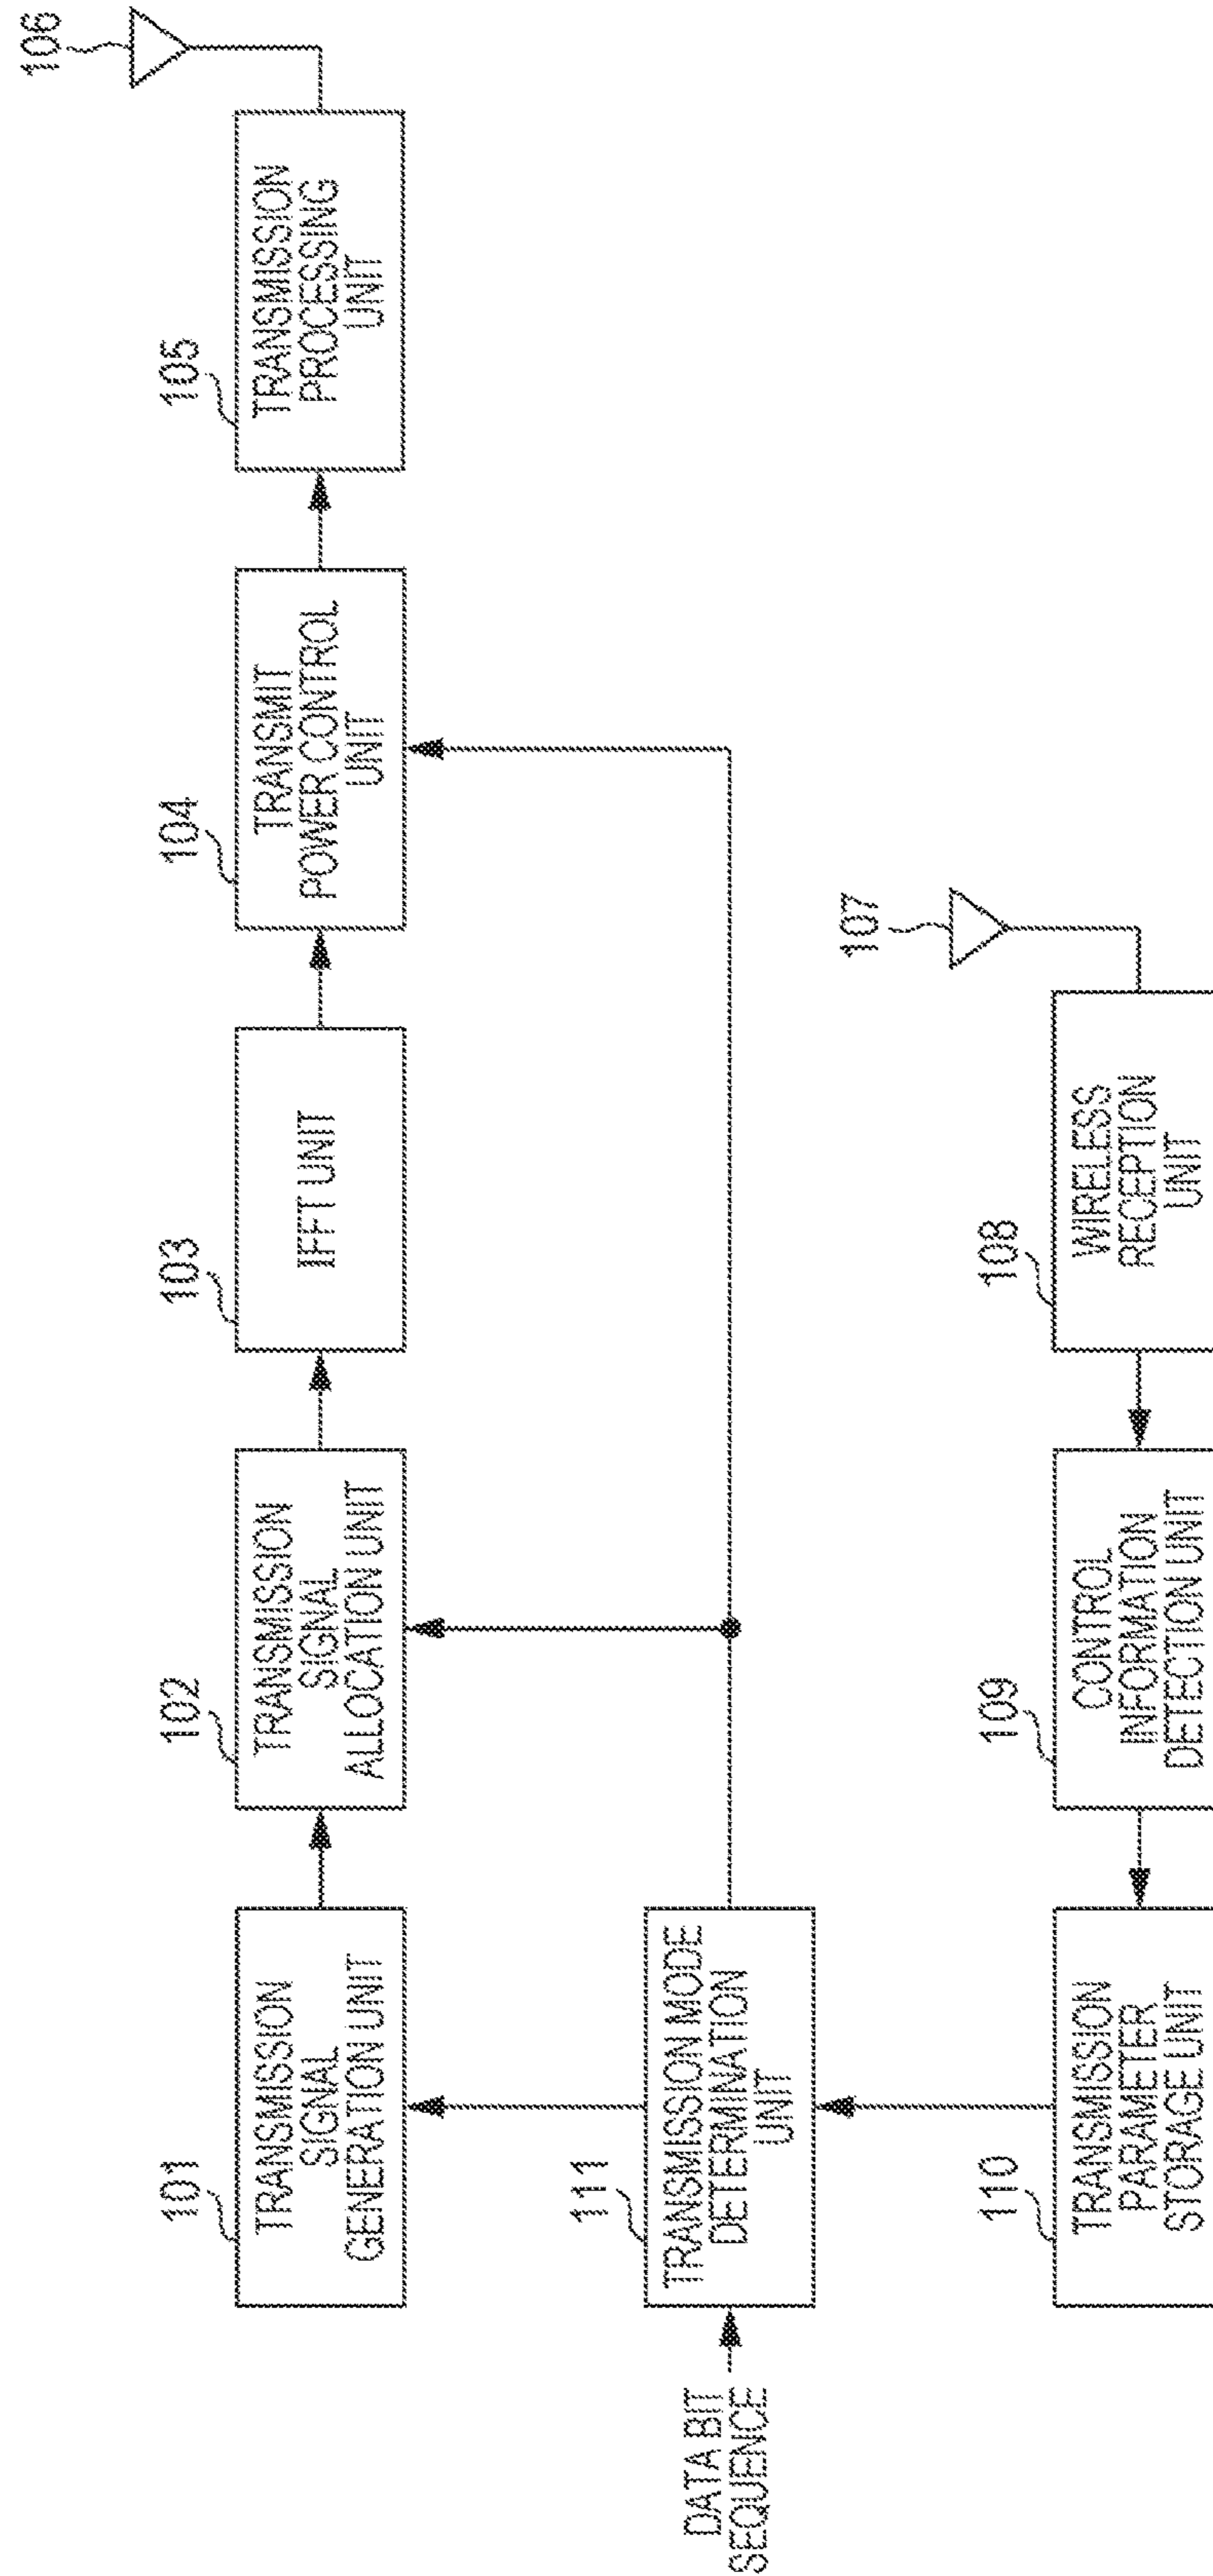 101
TRANSMISSION
SIGNAL
GENERATION UNIT
102
TRANSMISSION
SIGNAL
ALLOCATION UNIT
103
IFFT UNIT
104
TRANSMIT
POWER CONTROL
UNIT
105
TRANSMISSION
PROCESSING
UNIT
106
DATA BIT
SEQUENCE
111
TRANSMISSION MODE
DETERMINATION
UNIT
107
110
TRANSMISSION
PARAMETER
STORAGE UNIT
109
CONTROL
INFORMATION
DETECTION UNIT
108
WIRELESS
RECEPTION
UNIT